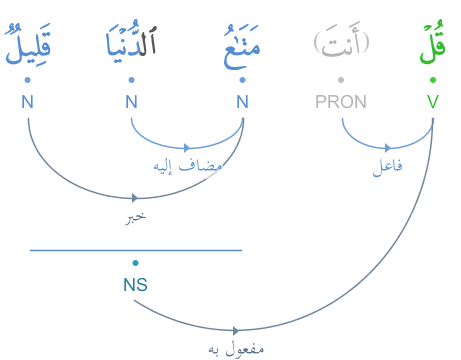 قُلْ (أَنتَ) مَتَٰعُ ٱلدُّنْيَا قَلِيلٌ
V PRON N N N
فاعل مضاف إليه
خبر
NS
مفعول به